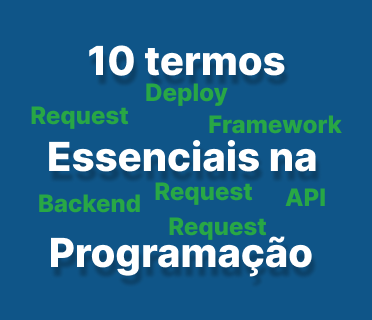 10 termos
Deploy
Request
Framework
Essenciais na
Request
API
Backend
Request
Programação